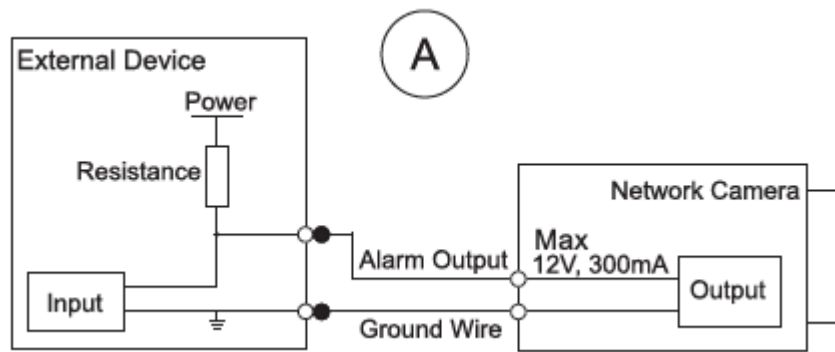 A
External Device
Power
Resistance
Network Camera
Max
12V, 300mA
Alarm Output
Input
Output
Ground Wire